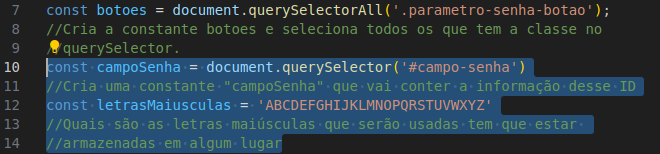 7 const botoes = document.querySelectorAll('.parametro-senha-botao');
8 //Cria a constante botoes e seleciona todos os que tem a classe no
9 //querySelector.
10 const campoSenha = document.querySelector('#campo-senha')
11 //Cria uma constante "campoSenha" que vai conter a informação desse ID
12 const letrasMaiusculas = 'ABCDEFGHIJKLMNOPQRSTUVWXYZ'
13 //Quais são as letras maiúsculas que serão usadas tem que estar
14 //armazenadas em algum lugar